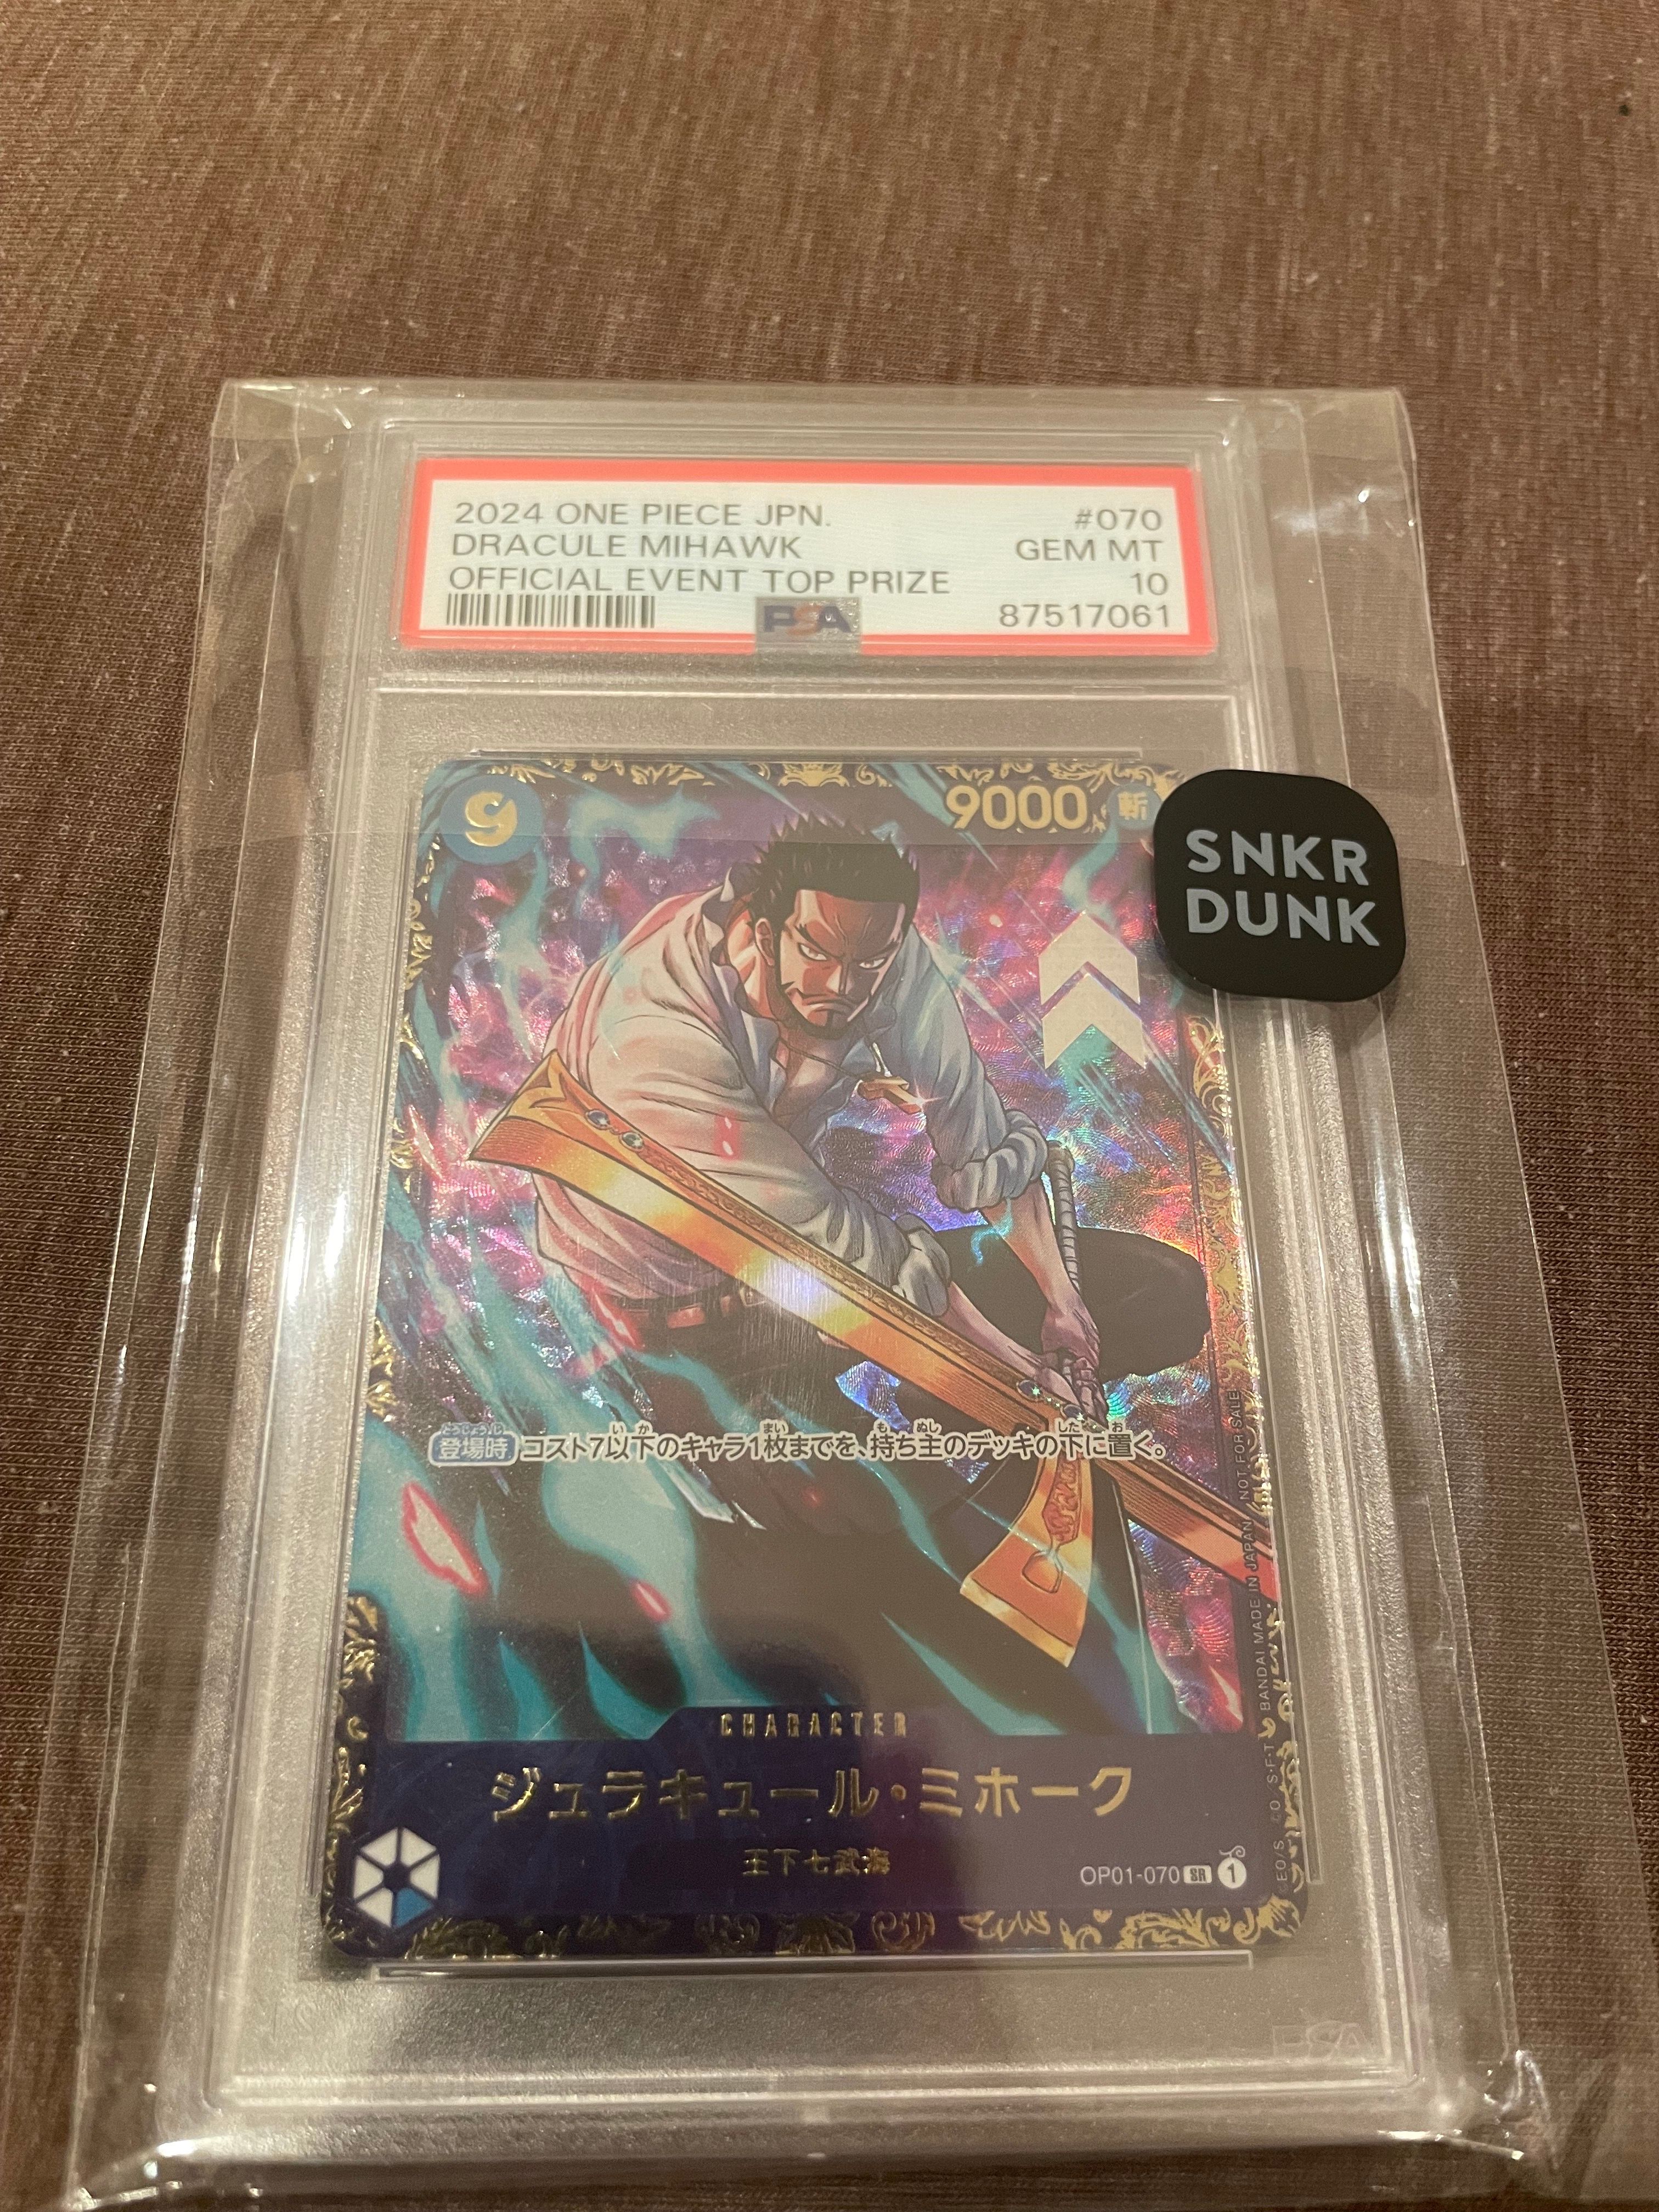 2024 ONE PIECE JPN. #070
DRACULE MIHAWK GEM MT
OFFICIAL EVENT TOP PRIZE 10
PSA 87517061
9
9000 斬
SNKR
DUNK
登場時 コスト7以下のキャラ1枚までを、持ち主のデッキの下に置く。
CHARACTER
ジュラキュール・ミホーク
王下七武海
OP01-070 SR 1
BANDAI MADE IN JAPAN NOT FOR SALE
PSA